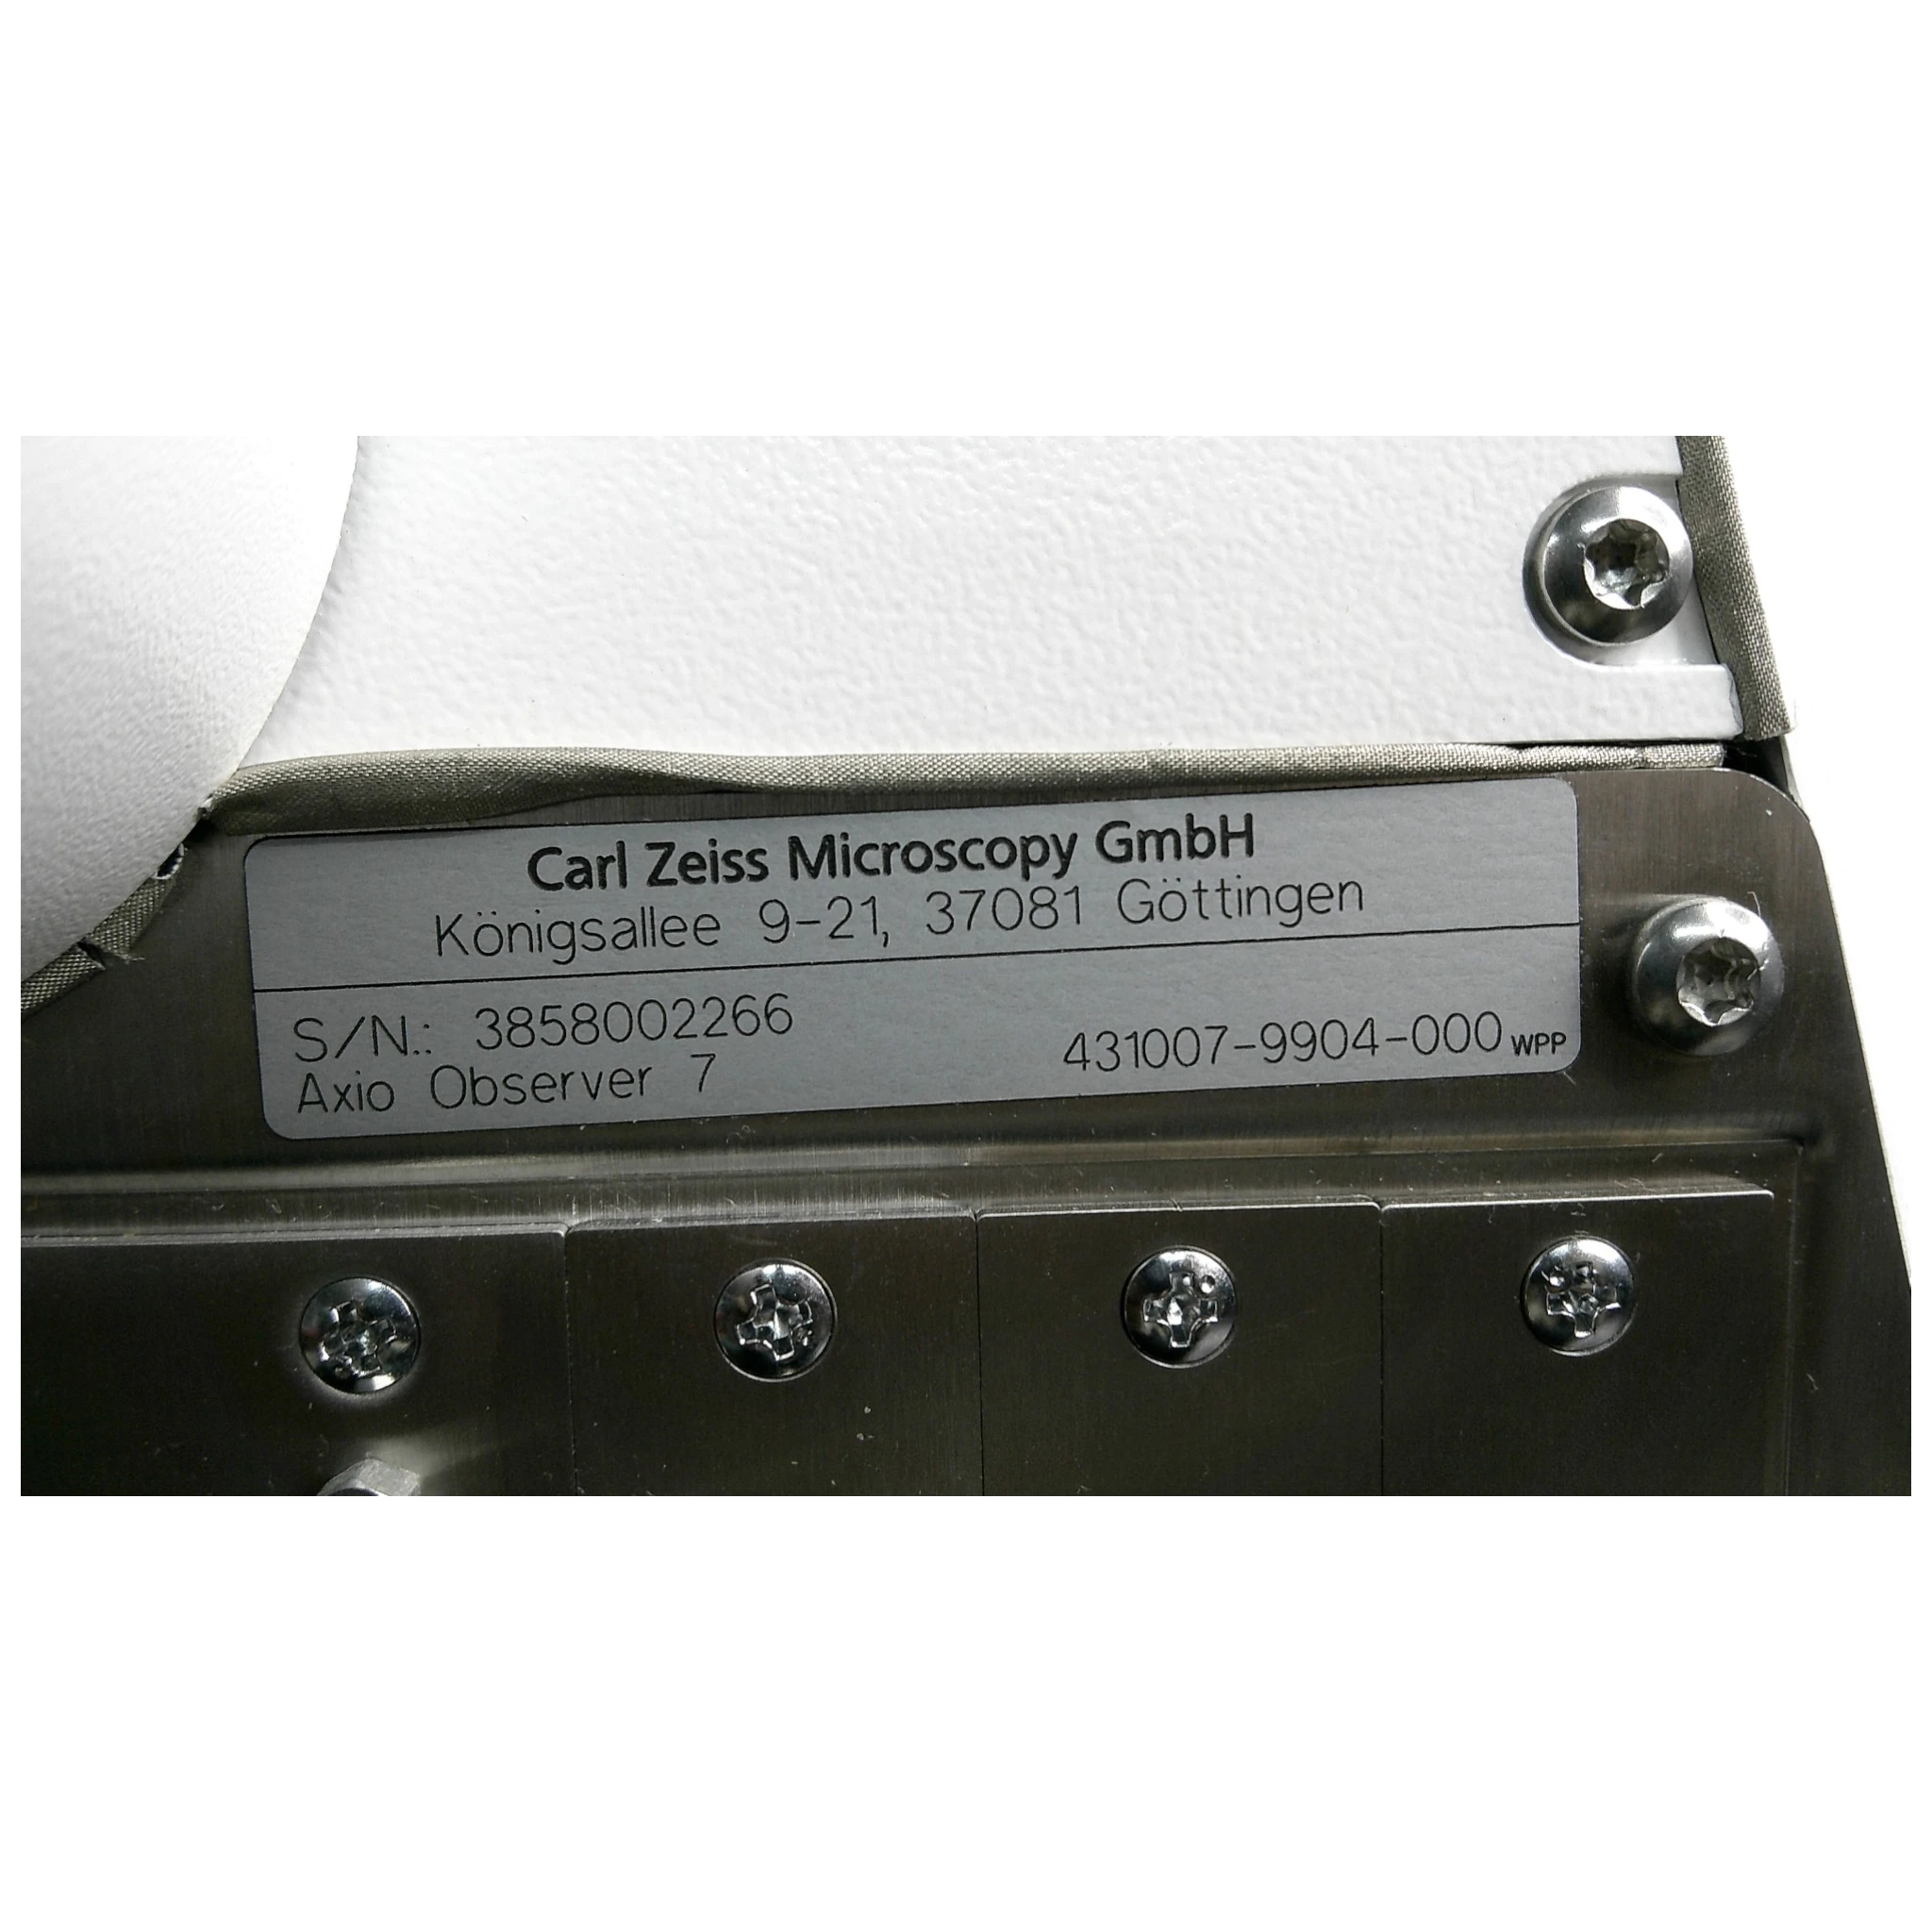 Carl Zeiss Microscopy GmbH
Königsallee 9-21, 37081 Göttingen
S/N.: 3858002266
Axio Observer 7 431007-9904-000 WPP